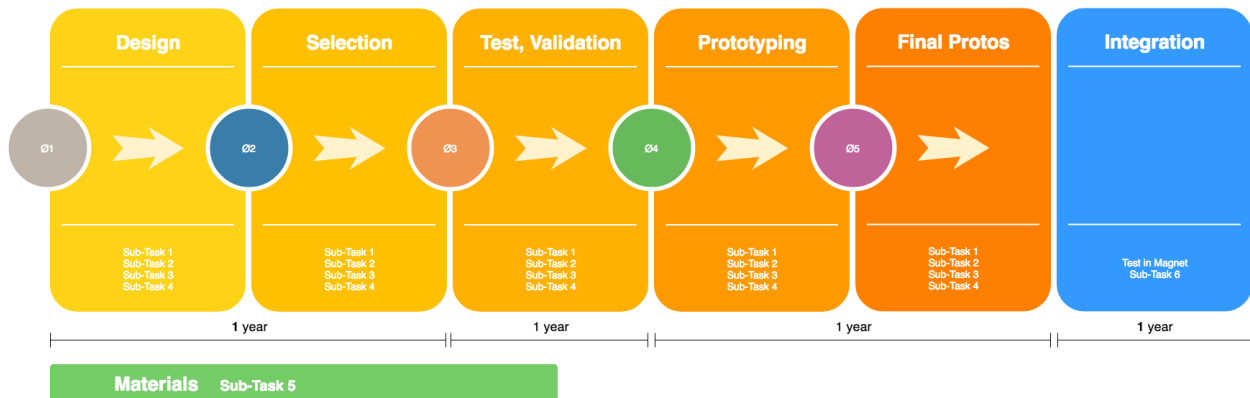 Design
Selection
Test, Validation
Prototyping
Final Protos
Integration
Ø1
Ø2
Ø3
Ø4
Ø5
Sub-Task 1
Sub-Task 2
Sub-Task 3
Sub-Task 4
Sub-Task 1
Sub-Task 2
Sub-Task 3
Sub-Task 4
Sub-Task 1
Sub-Task 2
Sub-Task 3
Sub-Task 4
Sub-Task 1
Sub-Task 2
Sub-Task 3
Sub-Task 4
Sub-Task 1
Sub-Task 2
Sub-Task 3
Sub-Task 4
Test in Magnet
Sub-Task 6
1 year
1 year
1 year
1 year
Materials Sub-Task 5